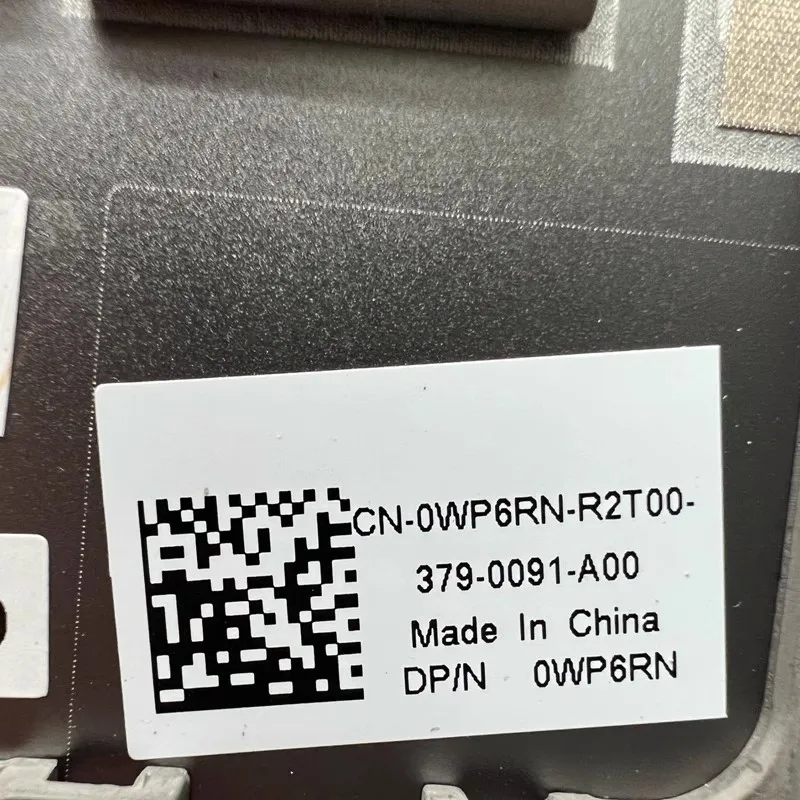 CN-0WP6RN-R2T00-
379-0091-A00
Made In China
DP/N 0WP6RN